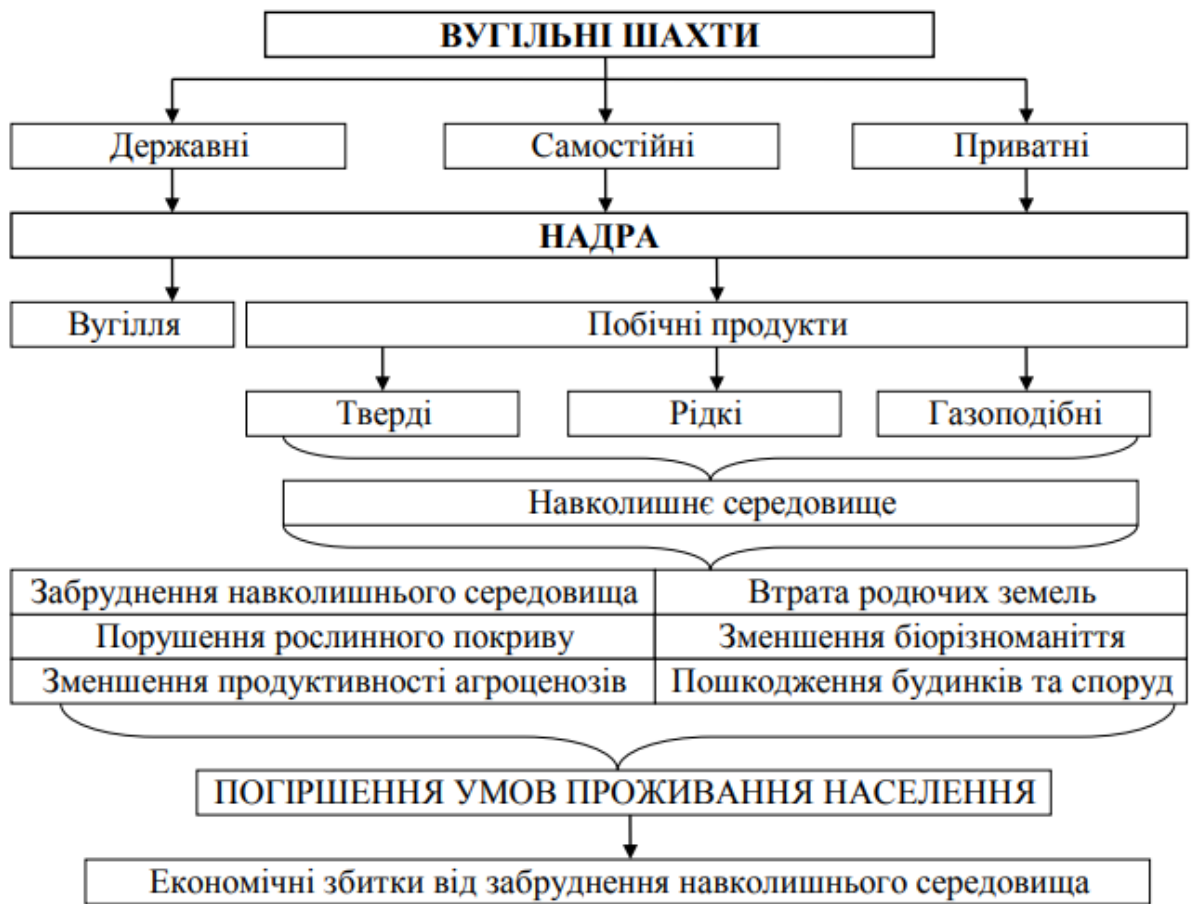 ВУГІЛЬНІ ШАХТИ
Державні
Самостійні
Приватні
НАДРА
Вугілля
Побічні продукти
Тверді
Рідкі
Газоподібні
Навколишнє середовище
Забруднення навколишнього середовища
Втрата родючих земель
Порушення рослинного покриву
Зменшення біорізноманіття
Зменшення продуктивності агроценозів
Пошкодження будинків та споруд
ПОГІРШЕННЯ УМОВ ПРОЖИВАННЯ НАСЕЛЕННЯ
Економічні збитки від забруднення навколишнього середовища